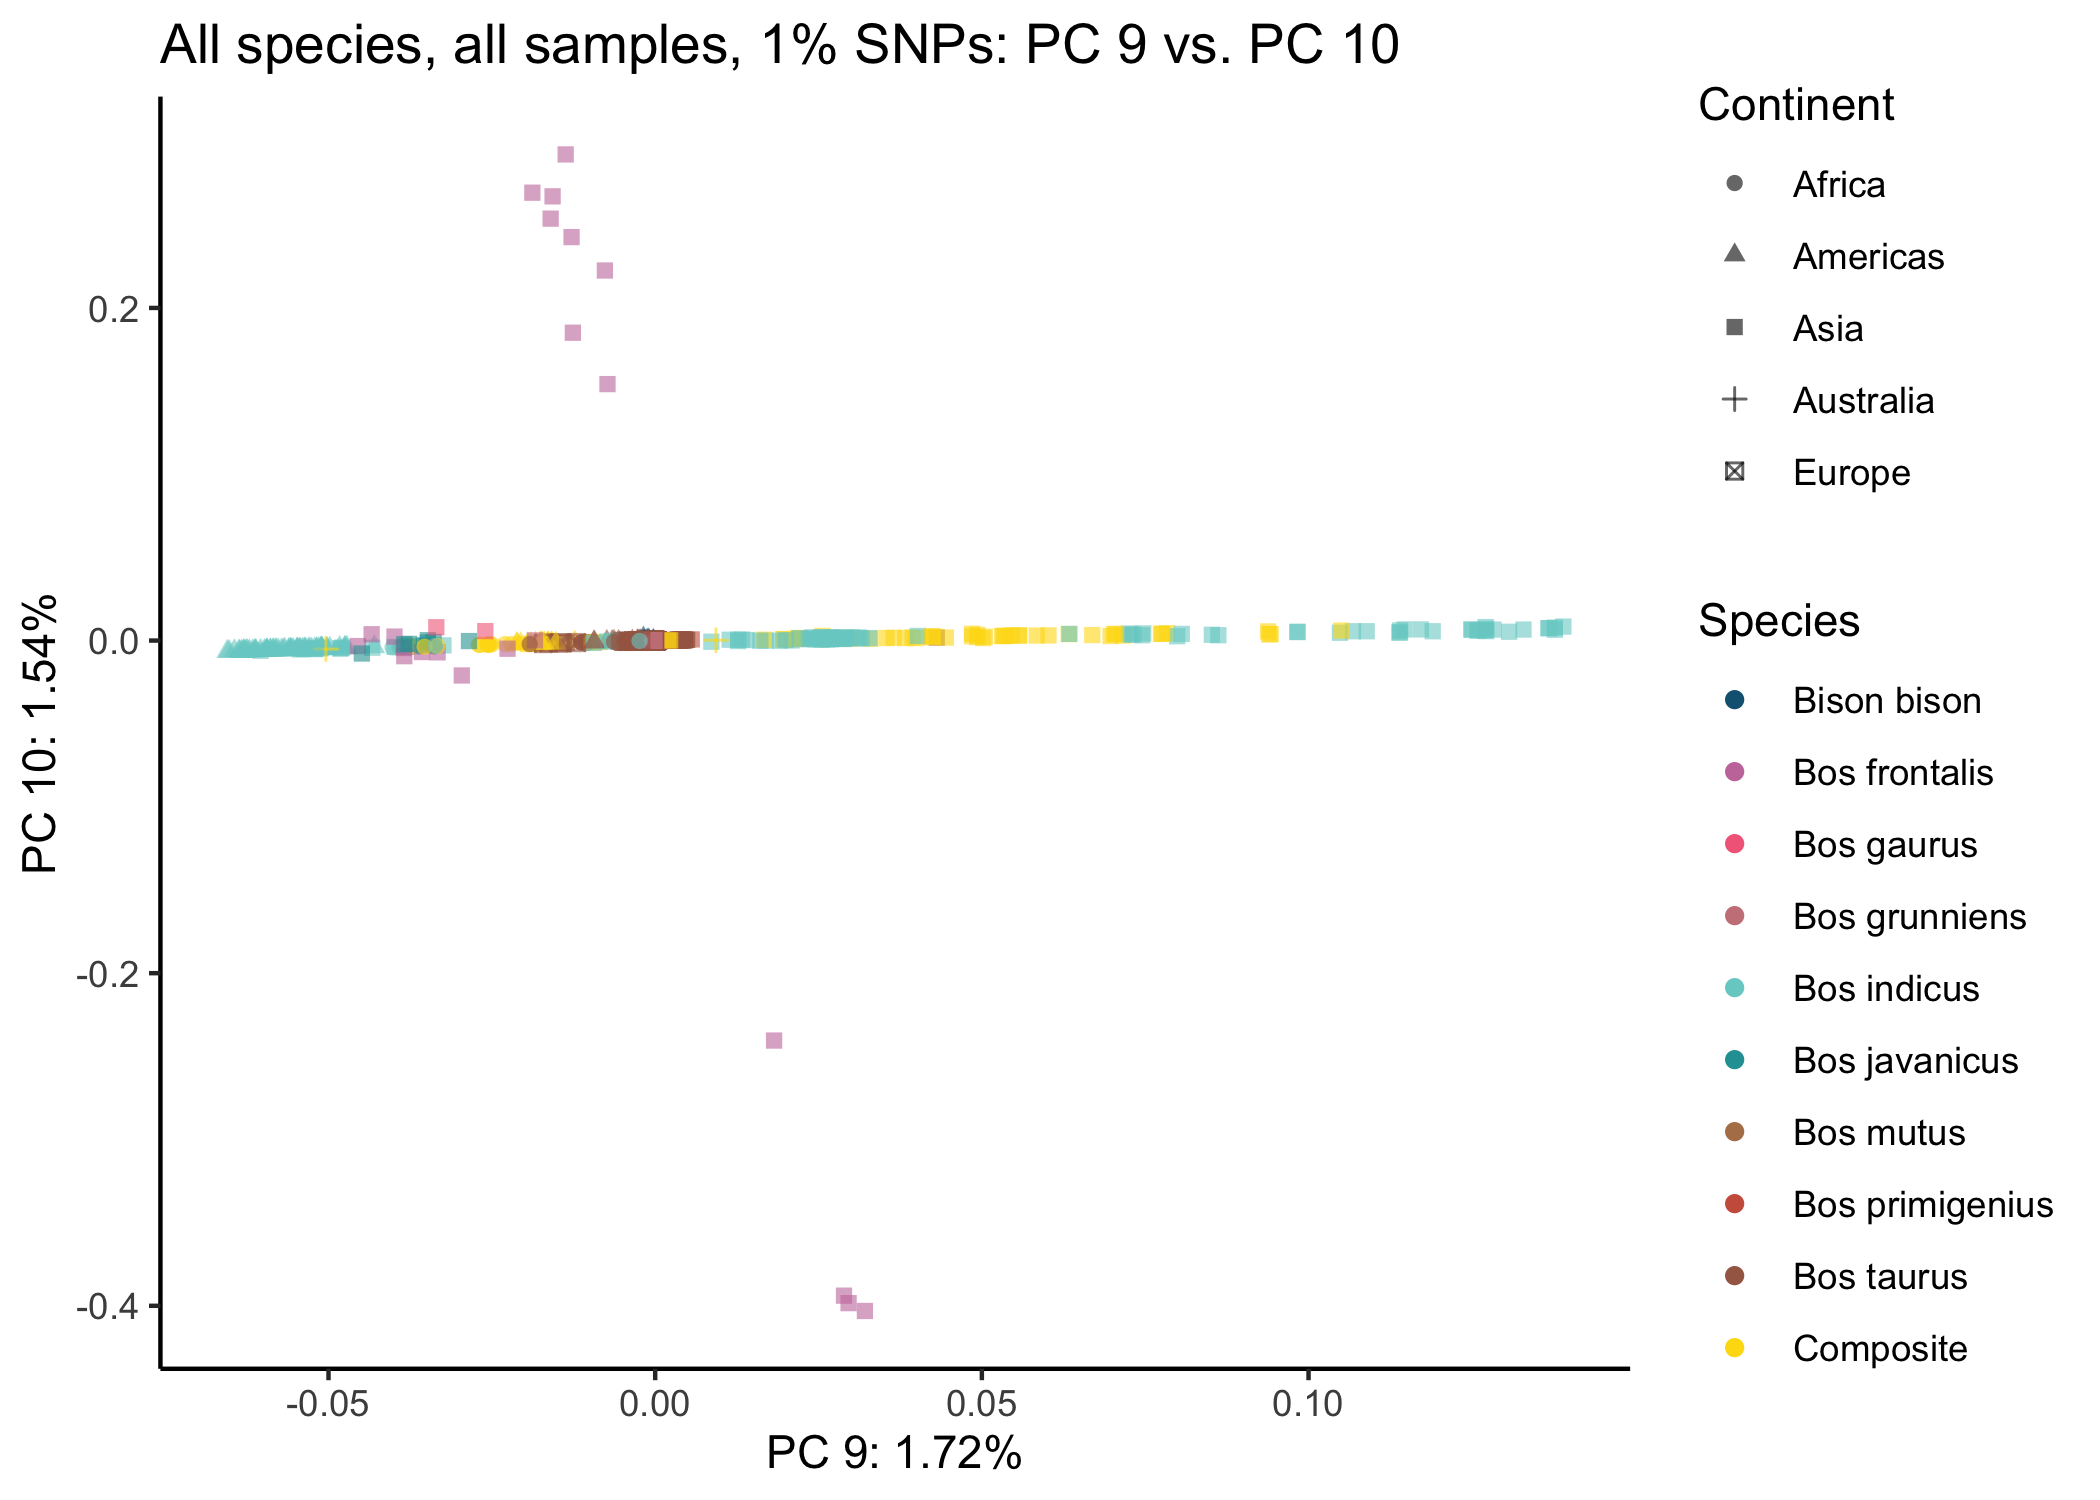 All species, all samples, 1% SNPs: PC 9 vs. PC 10
PC 10: 1.54%
0.2
0.0
-0.2
-0.4
-0.05
0.00
0.05
0.10
PC 9: 1.72%
Continent
Africa
Americas
Asia
Australia
Europe
Species
Bison bison
Bos frontalis
Bos gaurus
Bos grunniens
Bos indicus
Bos javanicus
Bos mutus
Bos primigenius
Bos taurus
Composite